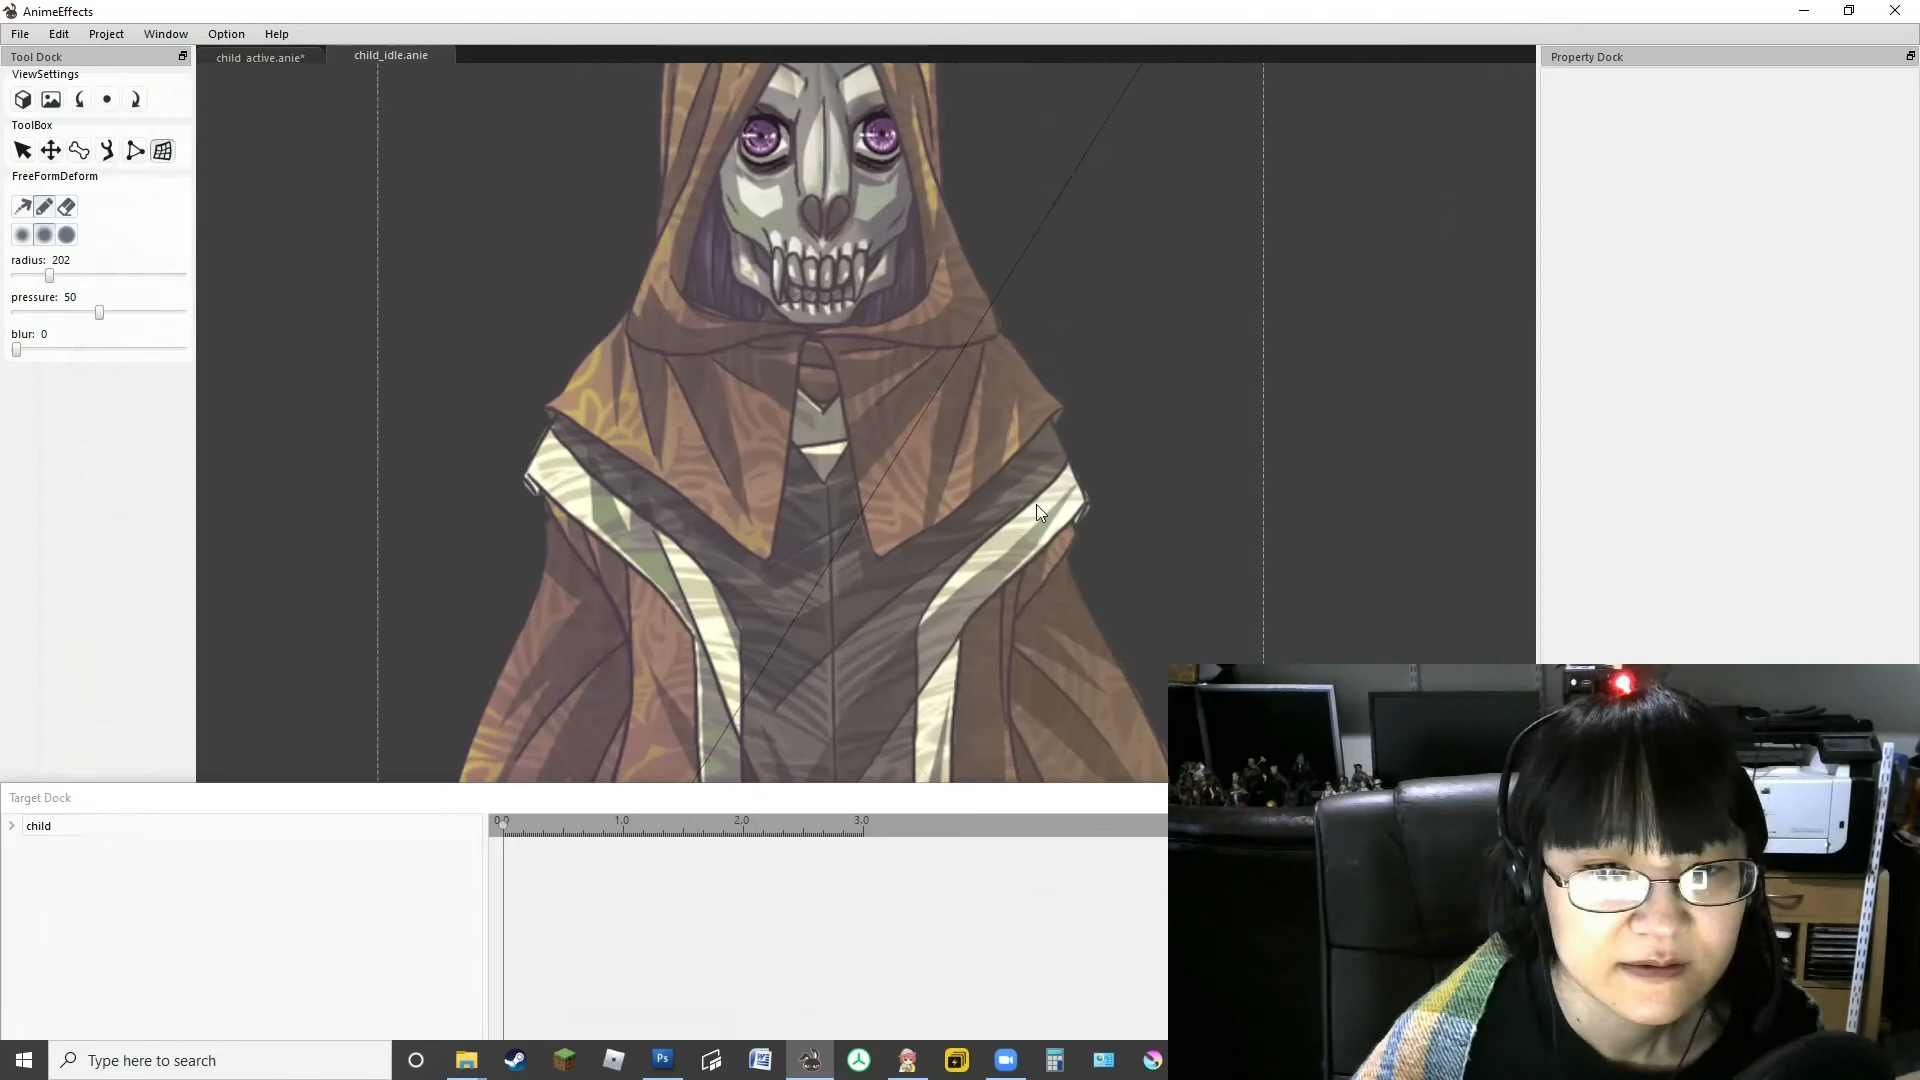 AnimeEffects
File Edit Project Window Option Help
Tool Dock
child_active.anie*
child_idle.anie
Property Dock
ViewSettings
ToolBox
FreeFormDeform
radius: 202
pressure: 50
blur: 0
Target Dock
child
0.0 1.0 2.0 3.0
Type here to search
Ps